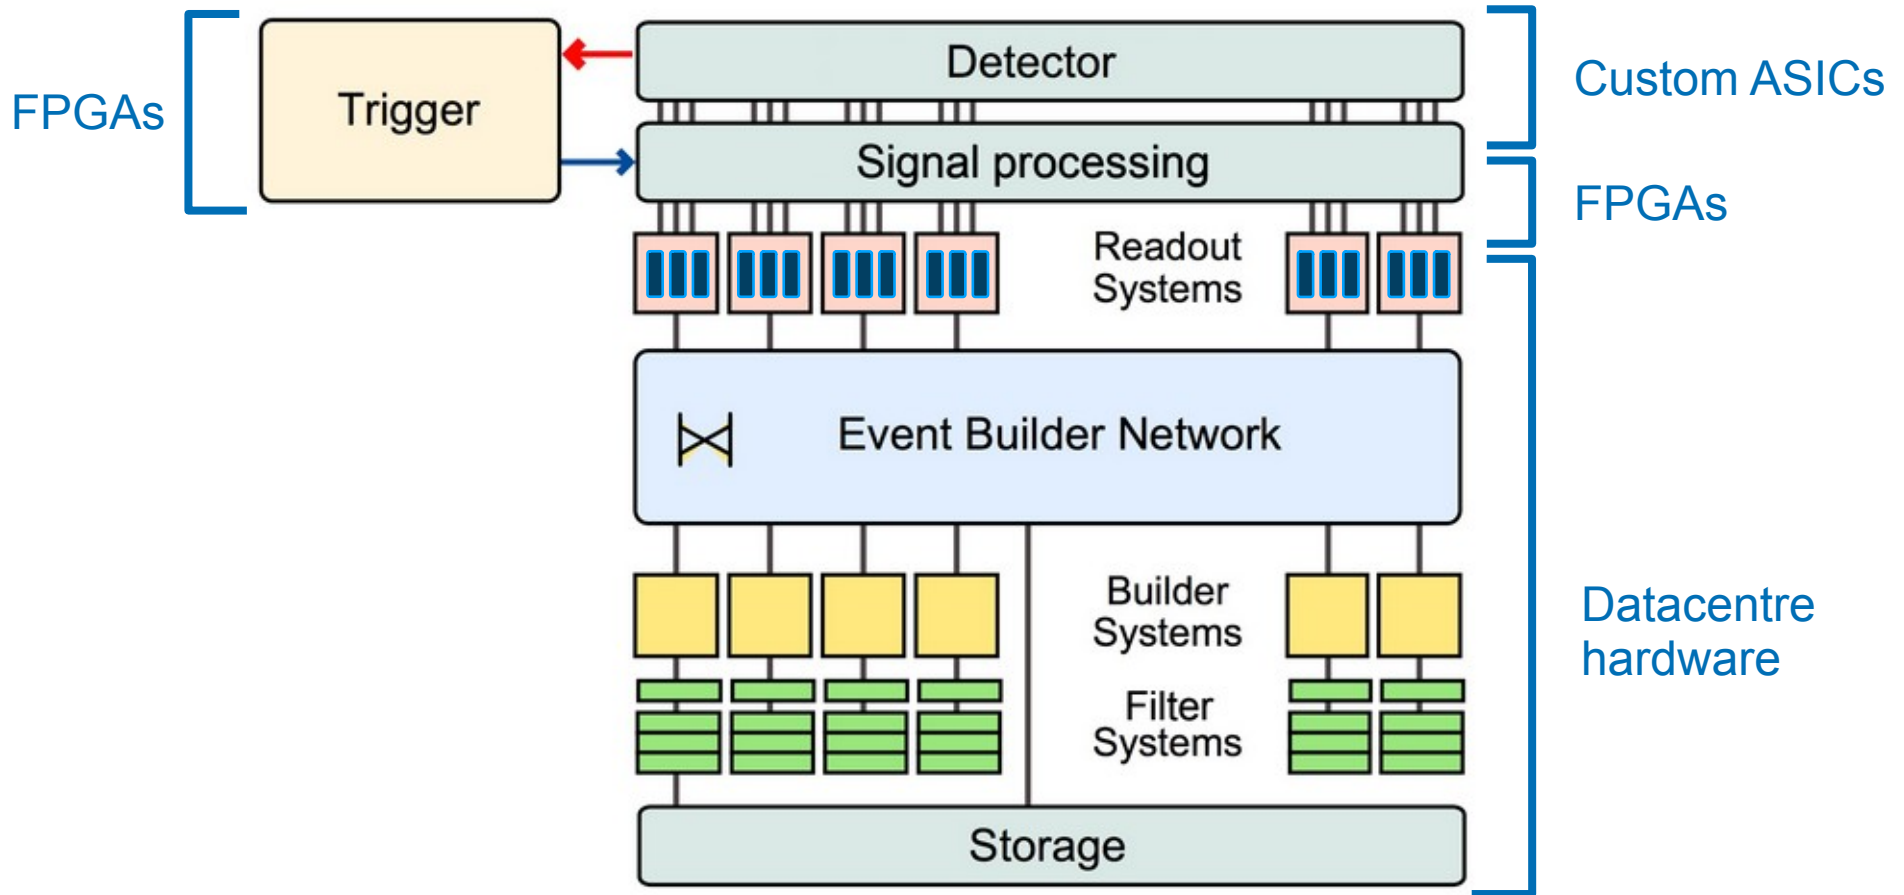 FPGAs
Trigger
Detector
Custom ASICs
Signal processing
FPGAs
Readout
Systems
Event Builder Network
Builder
Systems
Datacentre
hardware
Filter
Systems
Storage